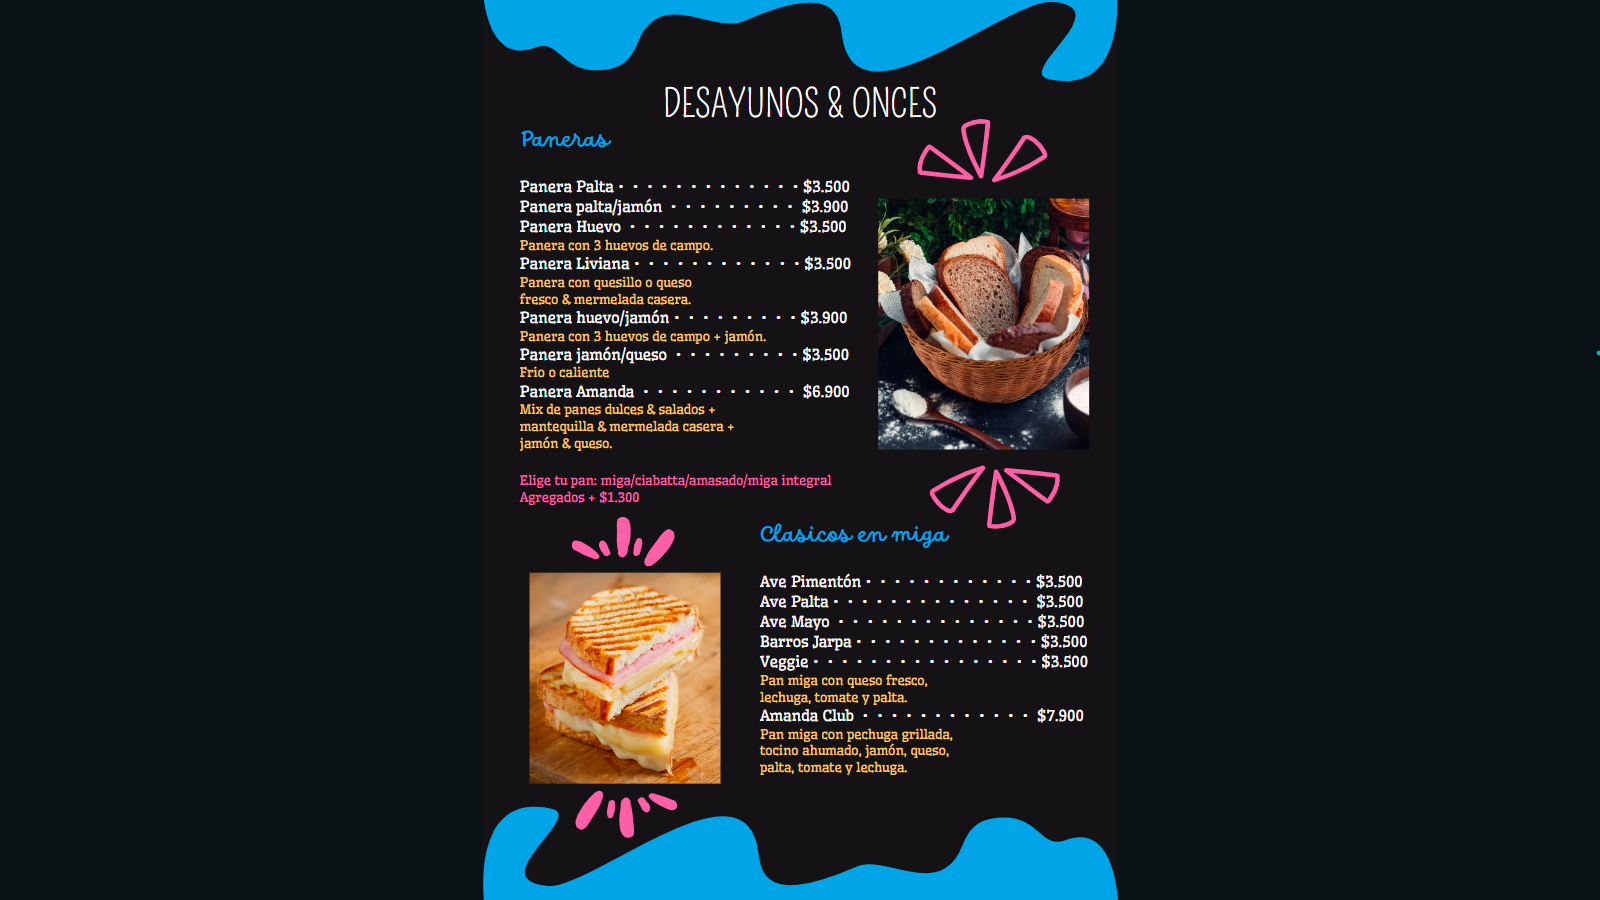 DESAYUNOS & ONCES
Paneras
Panera Palta · · · · · · · · · · · · · $3.500
Panera palta/jamón · · · · · · · · · $3.900
Panera Huevo · · · · · · · · · · · · $3.500
Panera con 3 huevos de campo.
Panera Liviana · · · · · · · · · · · · $3.500
Panera con quesillo o queso
fresco & mermelada casera.
Panera huevo/jamón · · · · · · · · · $3.900
Panera con 3 huevos de campo + jamón.
Panera jamón/queso · · · · · · · · · $3.500
Frio o caliente
Panera Amanda · · · · · · · · · · · $6.900
Mix de panes dulces & salados +
mantequilla & mermelada casera +
jamón & queso.
Elige tu pan: miga/ciabatta/amasado/miga integral
Agregados + $1.300
Clasicos en miga
Ave Pimentón · · · · · · · · · · · · $3.500
Ave Palta · · · · · · · · · · · · · · $3.500
Ave Mayo · · · · · · · · · · · · · · $3.500
Barros Jarpa · · · · · · · · · · · · · $3.500
Veggie · · · · · · · · · · · · · · · · $3.500
Pan miga con queso fresco,
lechuga, tomate y palta.
Amanda Club · · · · · · · · · · · · $7.900
Pan miga con pechuga grillada,
tocino ahumado, jamón, queso,
palta, tomate y lechuga.